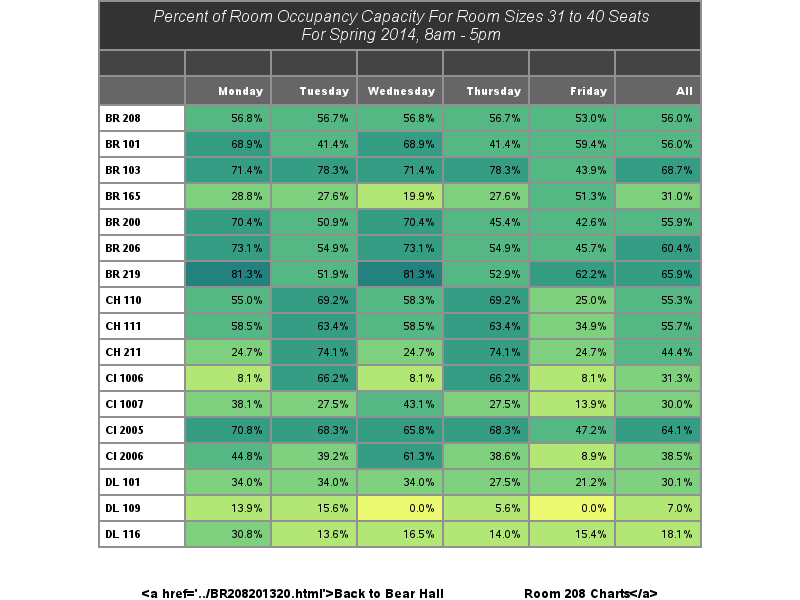 Percent of Room Occupancy Capacity For Room Sizes 31 to 40 Seats
For Spring 2014, 8am - 5pm
Monday Tuesday Wednesday Thursday Friday All
BR 208 56.8% 56.7% 56.8% 56.7% 53.0% 56.0%
BR 101 68.9% 41.4% 68.9% 41.4% 59.4% 56.0%
BR 103 71.4% 78.3% 71.4% 78.3% 43.9% 68.7%
BR 165 28.8% 27.6% 19.9% 27.6% 51.3% 31.0%
BR 200 70.4% 50.9% 70.4% 45.4% 42.6% 55.9%
BR 206 73.1% 54.9% 73.1% 54.9% 45.7% 60.4%
BR 219 81.3% 51.9% 81.3% 52.9% 62.2% 65.9%
CH 110 55.0% 69.2% 58.3% 69.2% 25.0% 55.3%
CH 111 58.5% 63.4% 58.5% 63.4% 34.9% 55.7%
CH 211 24.7% 74.1% 24.7% 74.1% 24.7% 44.4%
CI 1006 8.1% 66.2% 8.1% 66.2% 8.1% 31.3%
CI 1007 38.1% 27.5% 43.1% 27.5% 13.9% 30.0%
CI 2005 70.8% 68.3% 65.8% 68.3% 47.2% 64.1%
CI 2006 44.8% 39.2% 61.3% 38.6% 8.9% 38.5%
DL 101 34.0% 34.0% 34.0% 27.5% 21.2% 30.1%
DL 109 13.9% 15.6% 0.0% 5.6% 0.0% 7.0%
DL 116 30.8% 13.6% 16.5% 14.0% 15.4% 18.1%
<a href='../BR208201320.html'>Back to Bear Hall Room 208 Charts</a>